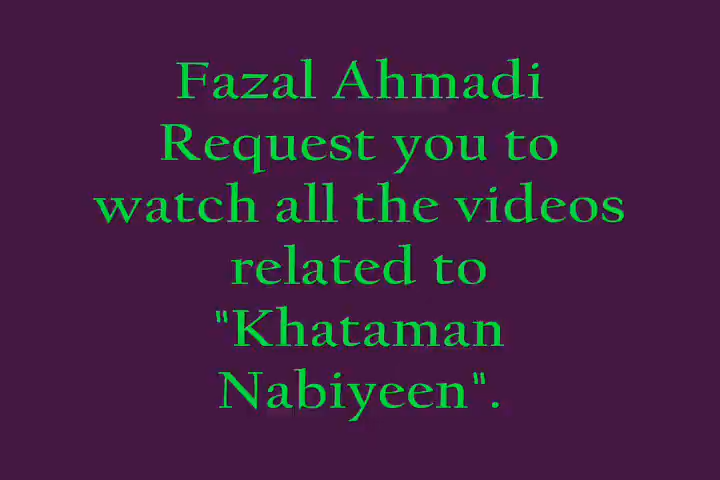 Fazal Ahmadi
Request you to
watch all the videos
related to
"Khataman
Nabiyeen".